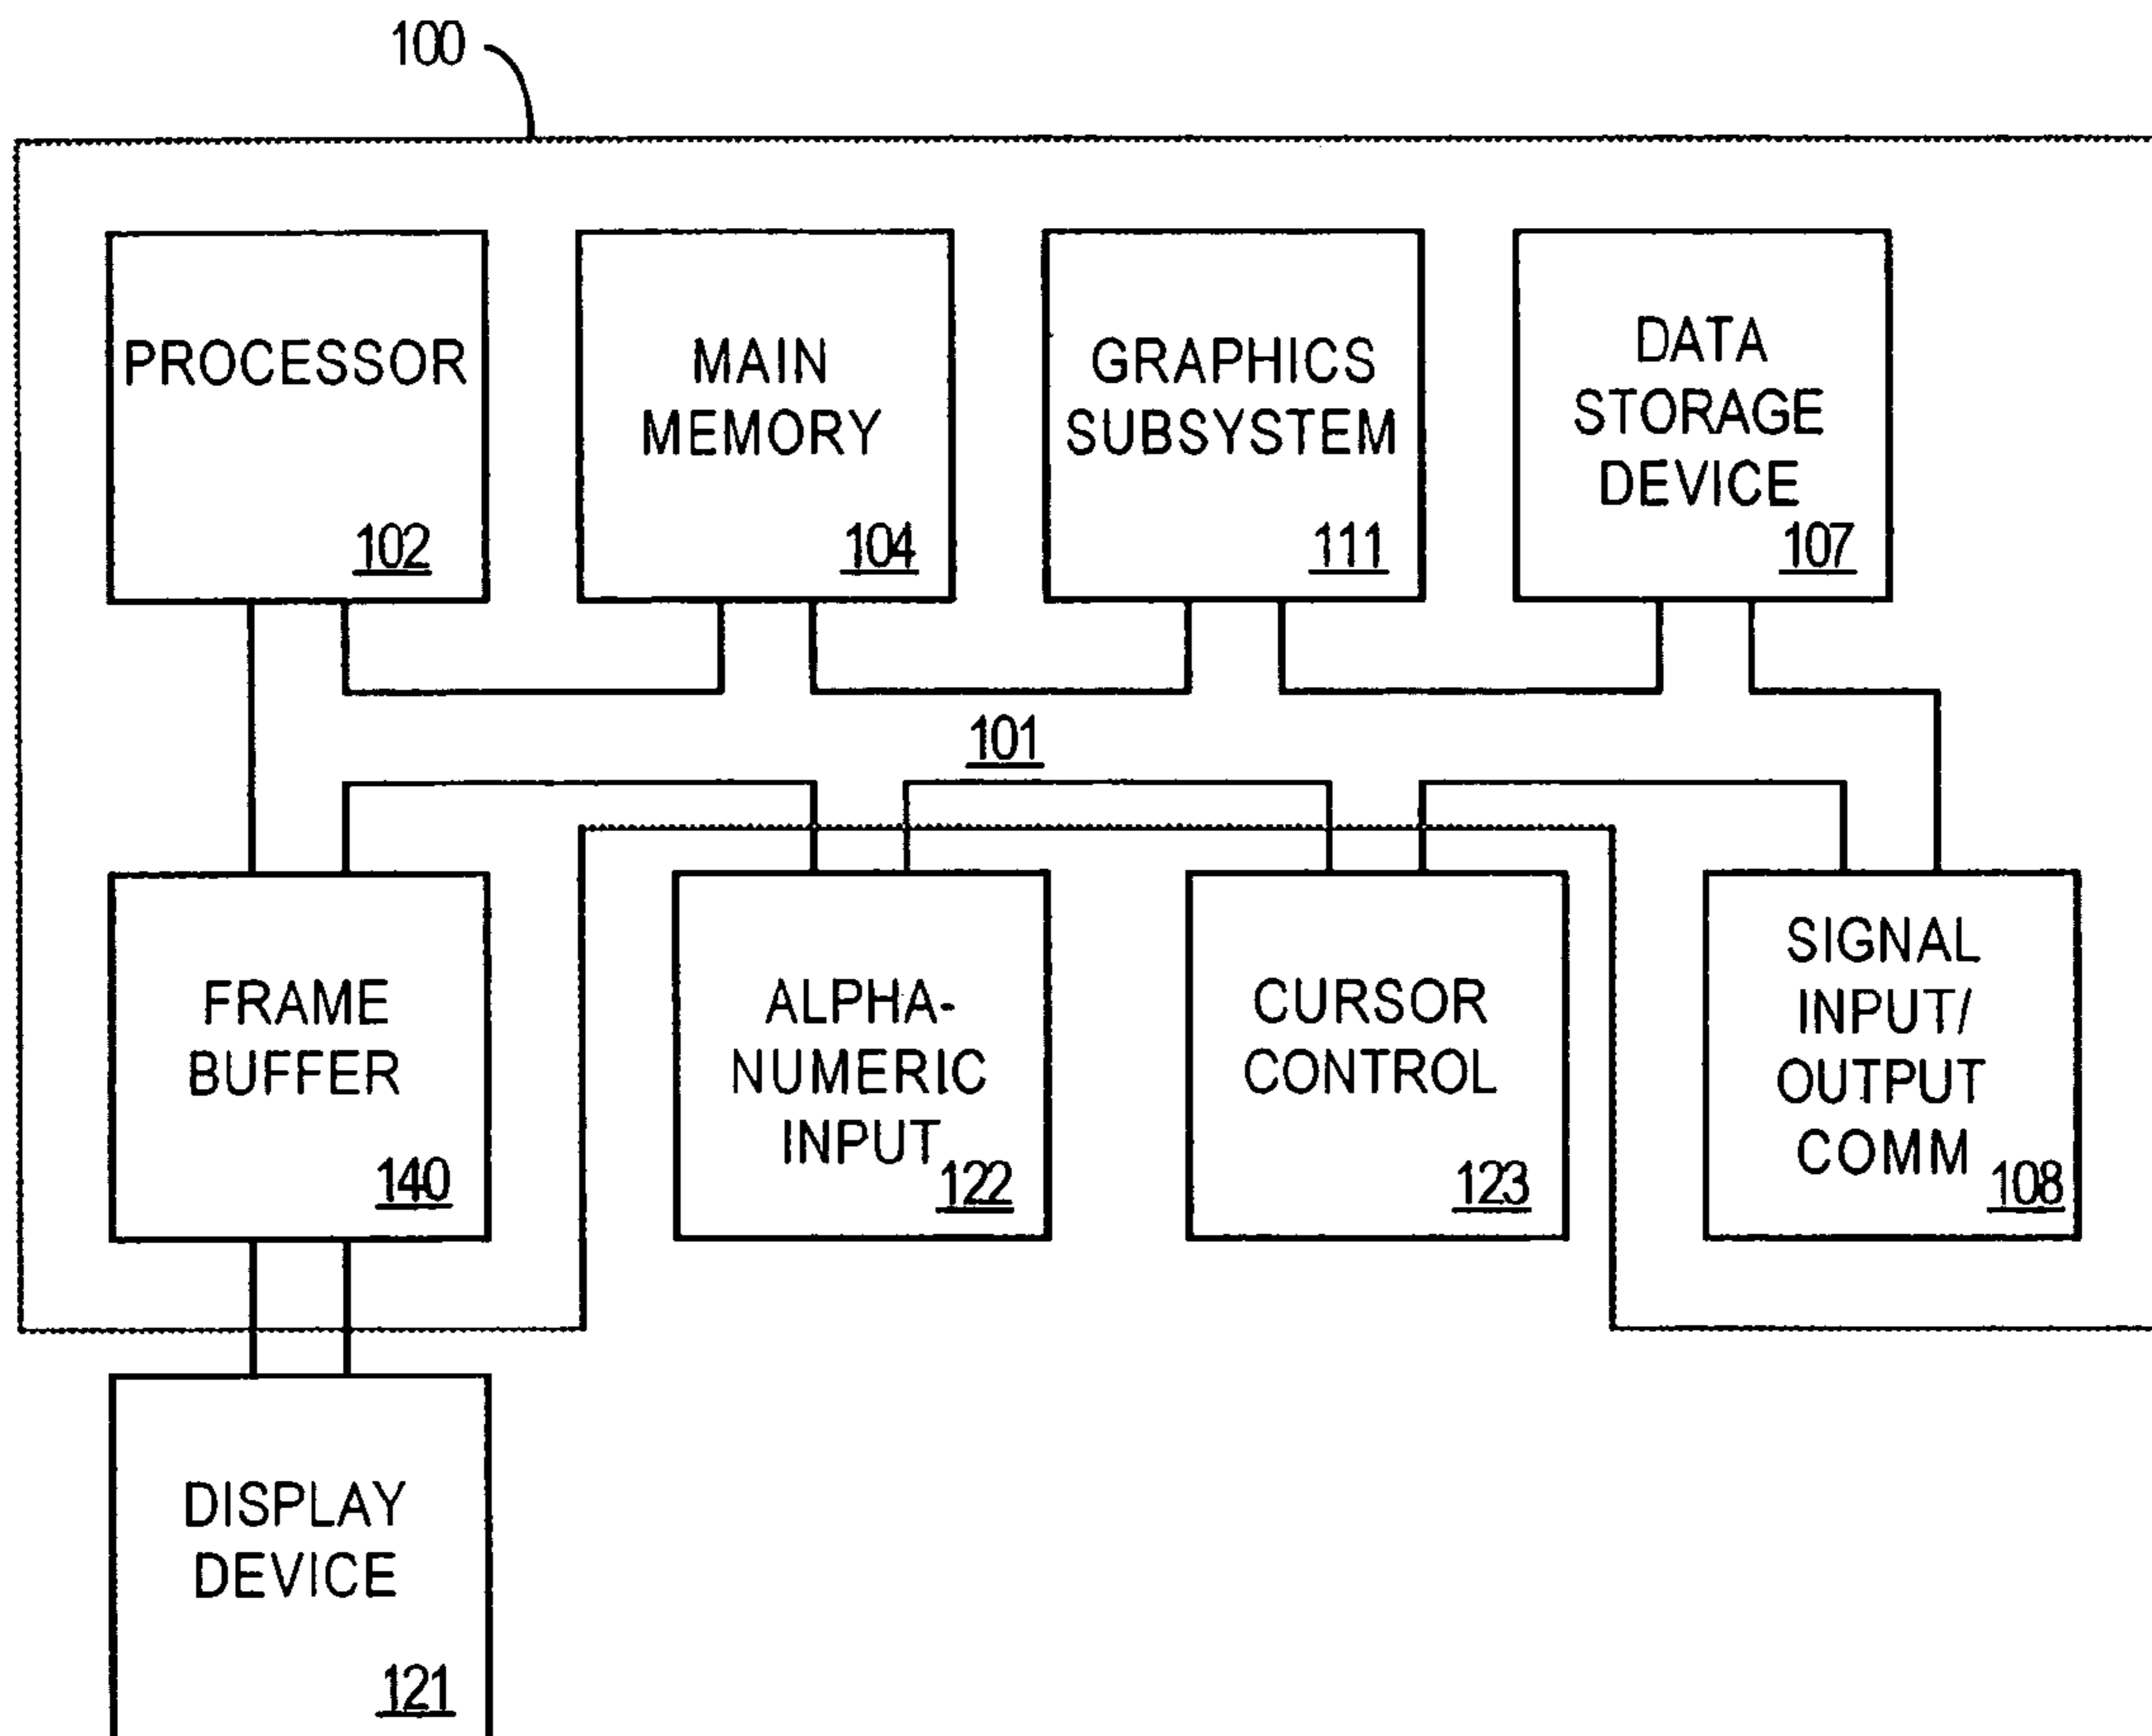 100
PROCESSOR
102
MAIN
MEMORY
104
GRAPHICS
SUBSYSTEM
111
DATA
STORAGE
DEVICE
107
101
FRAME
BUFFER
140
ALPHA-
NUMERIC
INPUT
122
CURSOR
CONTROL
123
SIGNAL
INPUT/
OUTPUT
COMM
108
DISPLAY
DEVICE
121